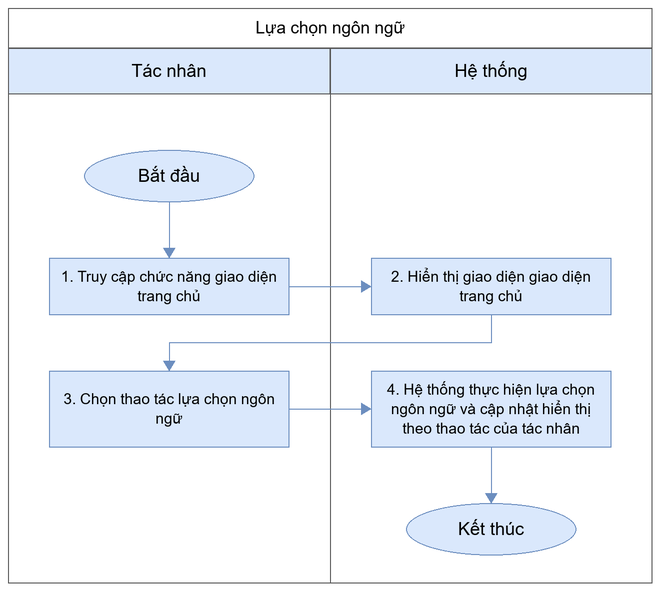 Lựa chọn ngôn ngữ
Tác nhân
Hệ thống
Bắt đầu
1. Truy cập chức năng giao diện
trang chủ
2. Hiển thị giao diện giao diện
trang chủ
3. Chọn thao tác lựa chọn ngôn
ngữ
4. Hệ thống thực hiện lựa chọn
ngôn ngữ và cập nhật hiển thị
theo thao tác của tác nhân
Kết thúc